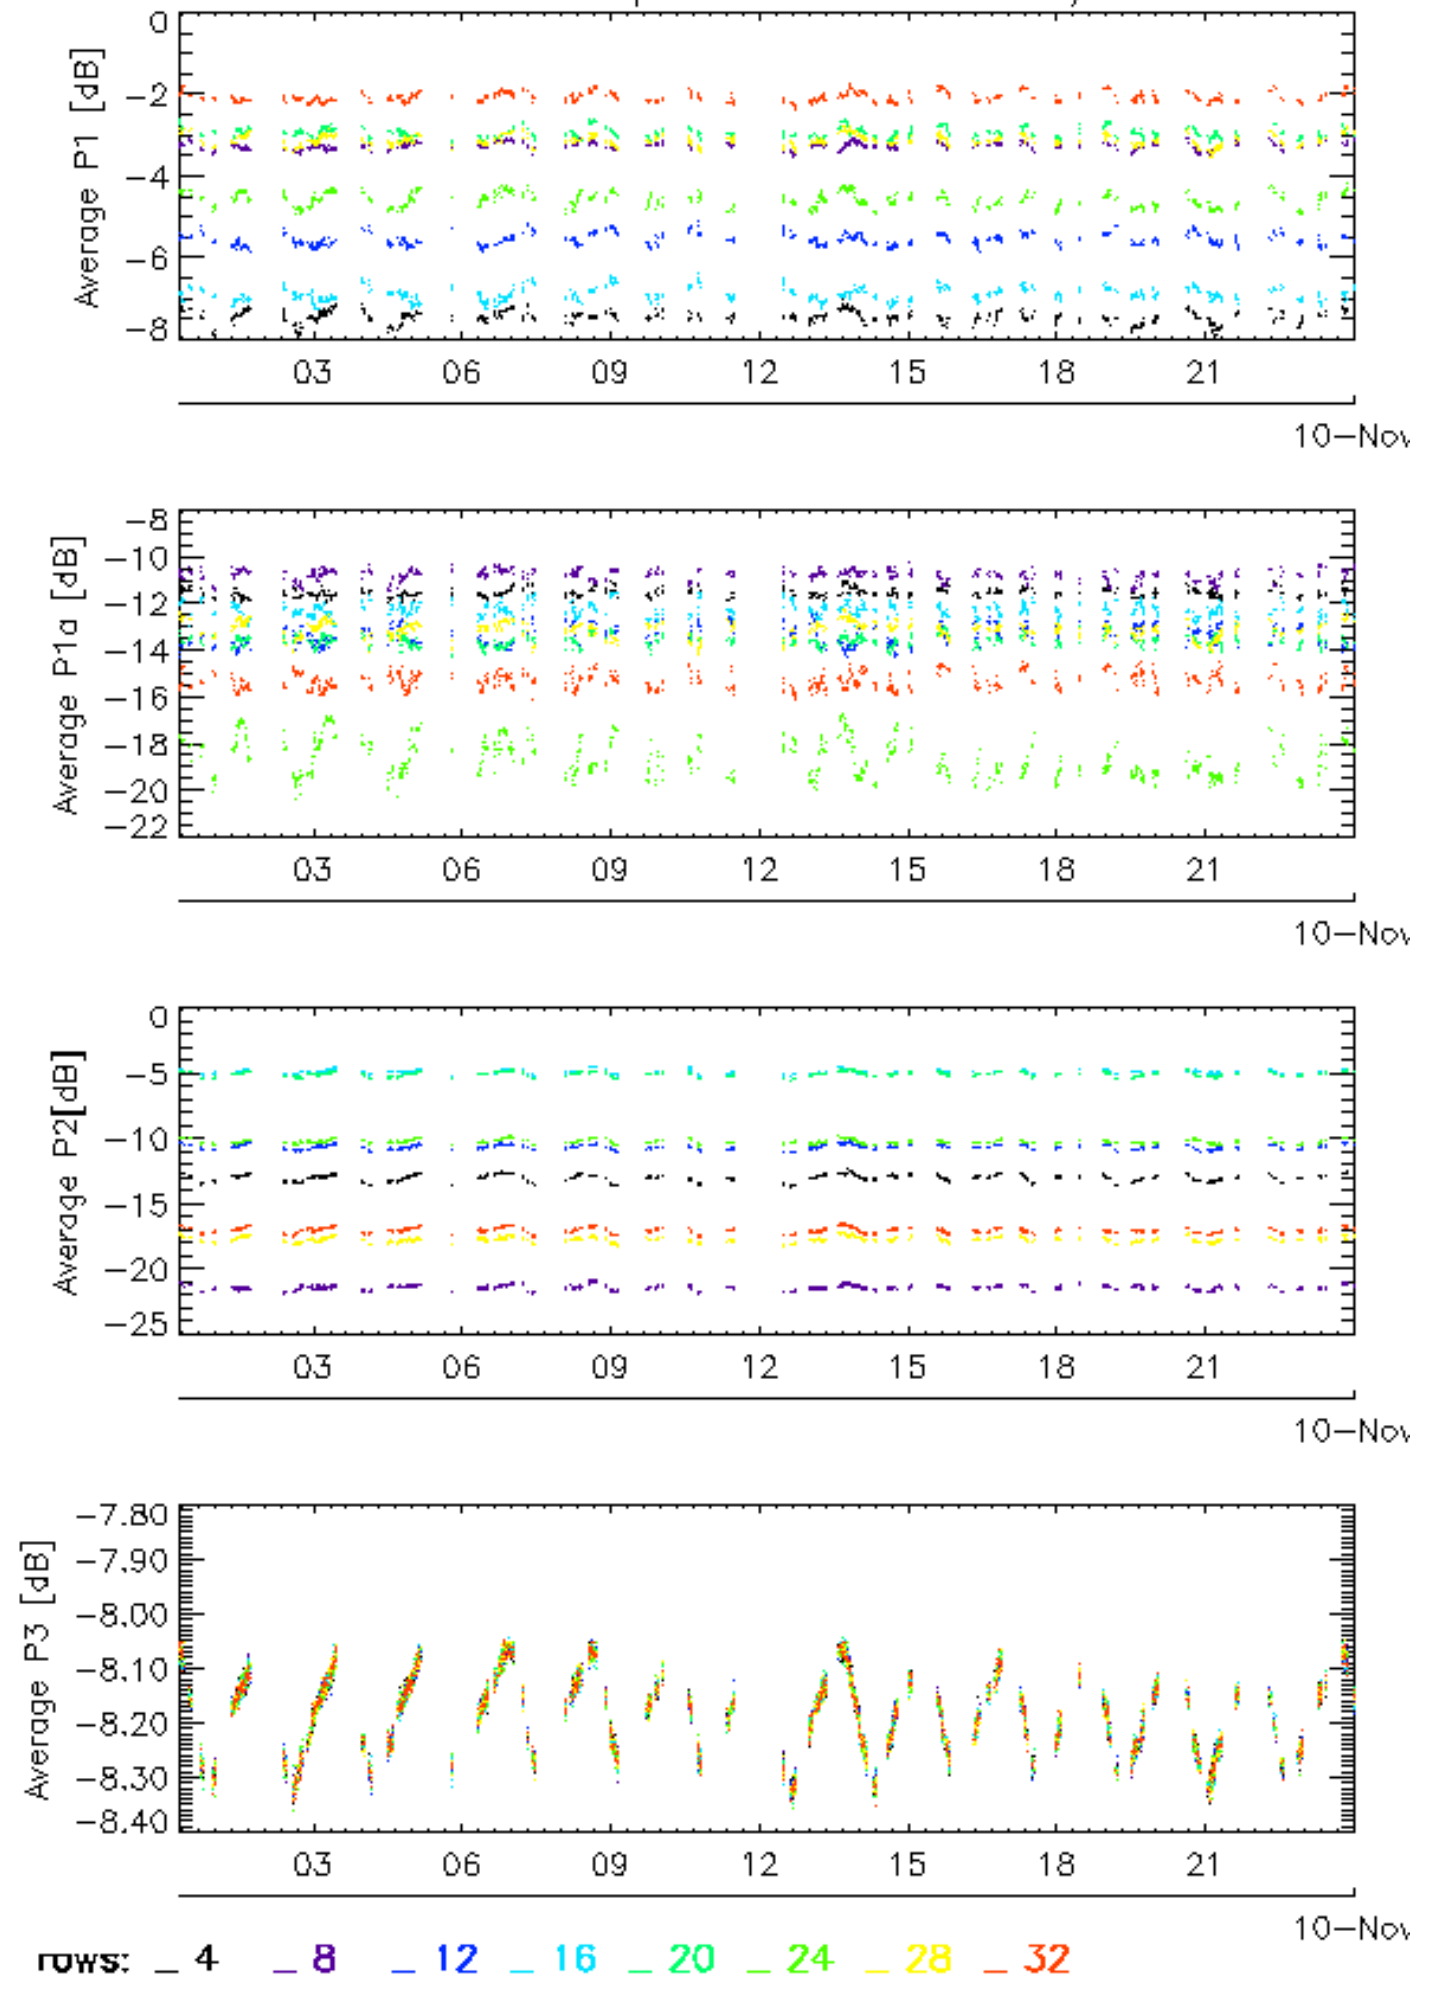 0
−2
−4
−6
−8
Average P1 [dB]
03 06 09 12 15 18 21
10−Nov
−8
−10
−12
−14
−16
−18
−20
−22
Average P1a [dB]
03 06 09 12 15 18 21
10−Nov
0
−5
−10
−15
−20
−25
Average P2[dB]
03 06 09 12 15 18 21
10−Nov
−7.80
−7.90
−8.00
−8.10
−8.20
−8.30
−8.40
Average P3 [dB]
03 06 09 12 15 18 21
10−Nov
rows: _ 4 _ 8 _ 12 _ 16 _ 20 _ 24 _ 28 _ 32